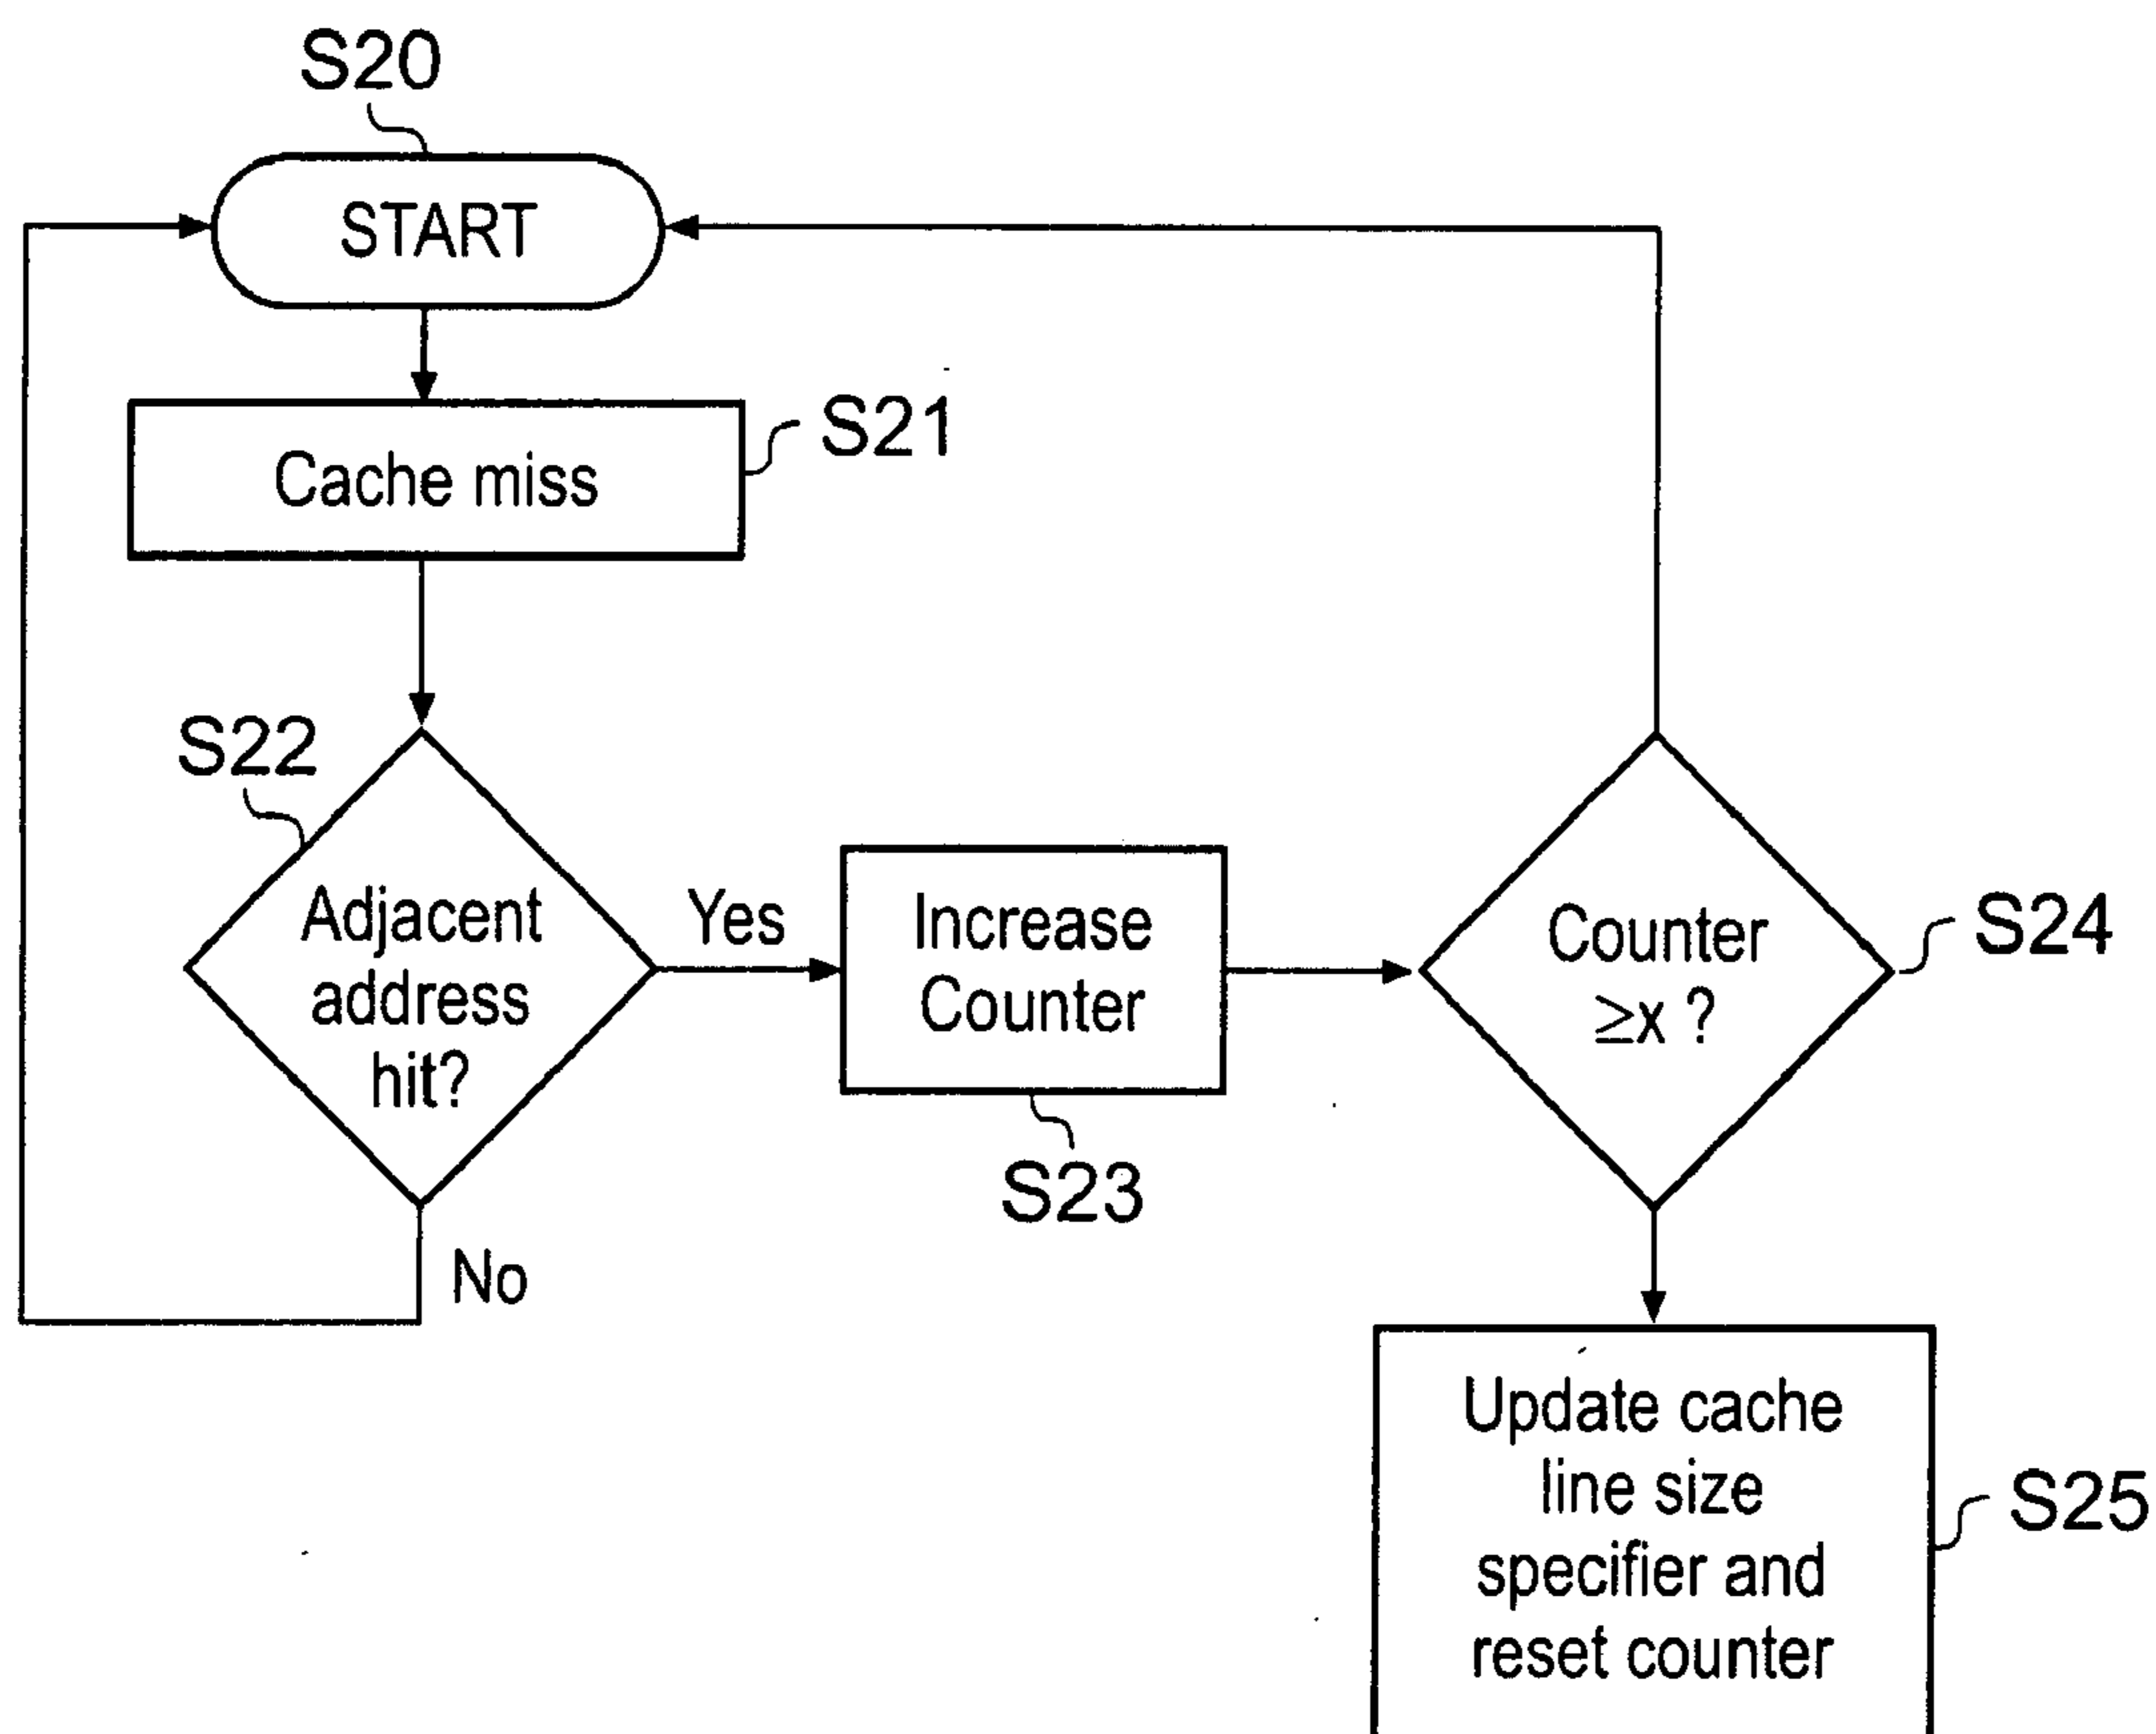 S20
START
Cache miss
S21
S22
Adjacent
address
hit?
Yes
No
Increase
Counter
S23
Counter
≥x ?
S24
Update cache
line size
specifier and
reset counter
S25